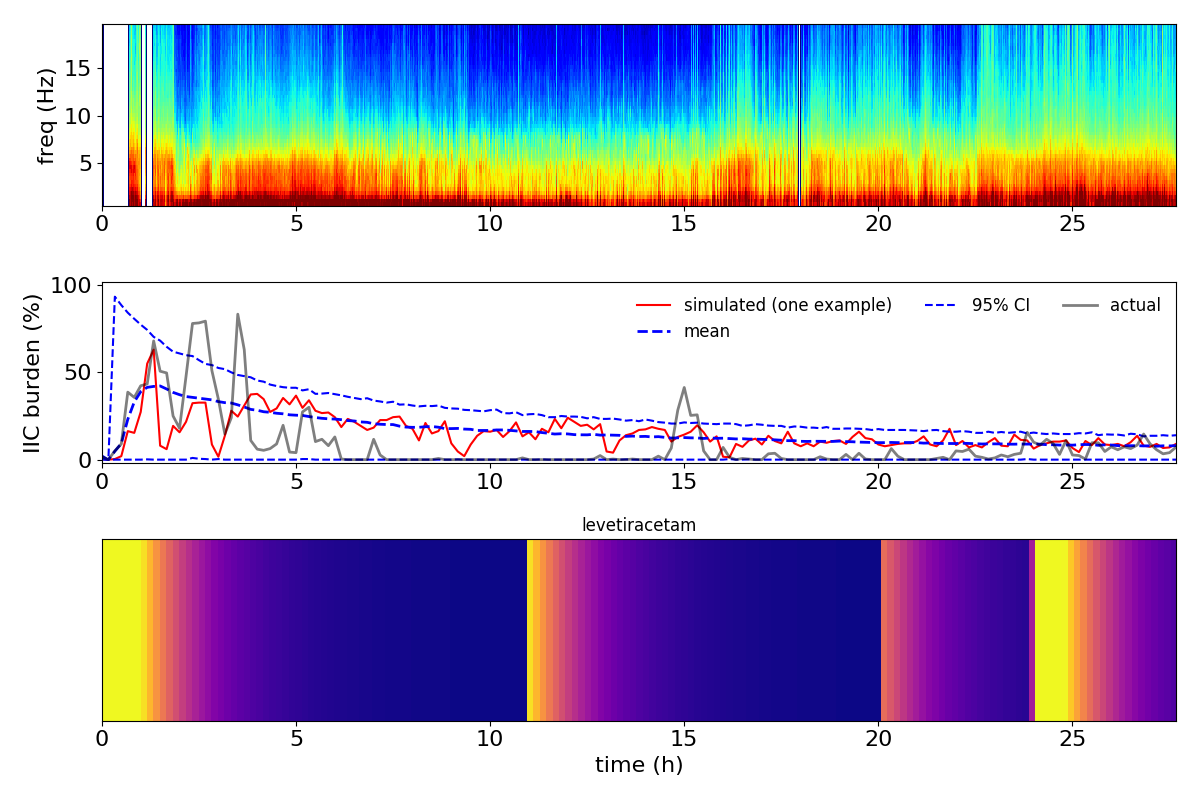 freq (Hz)
15
10
5
0 5 10 15 20 25
IIC burden (%)
100
50
0
simulated (one example)
mean
95% CI
actual
0 5 10 15 20 25
levetiracetam
0 5 10 15 20 25
time (h)